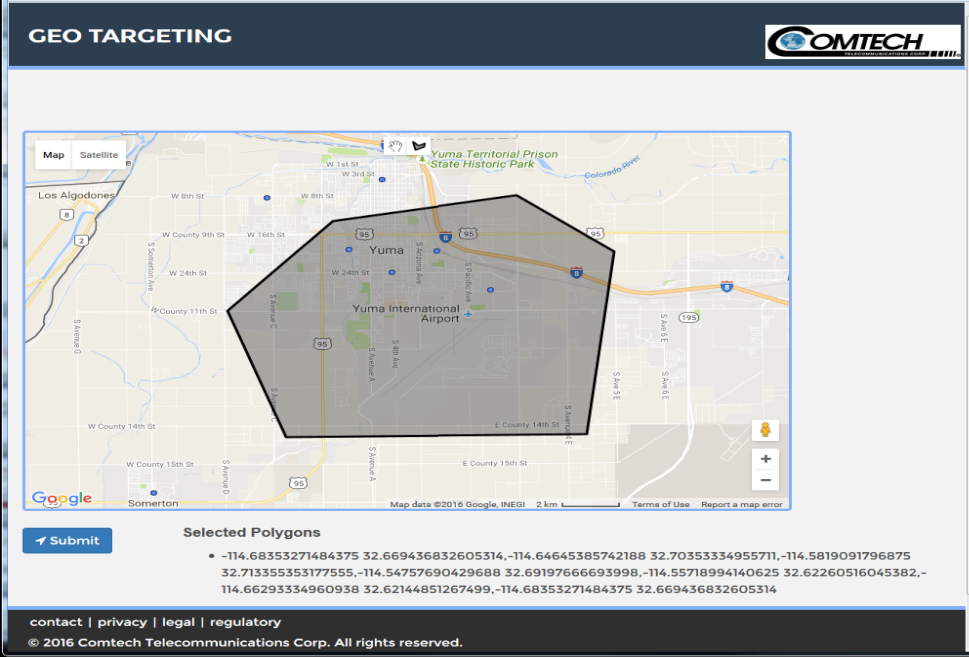 GEO TARGETING
COMTECH
TELECOMMUNICATIONS CORP.
Map Satellite
Yuma Territorial Prison
State Historic Park
Colorado River
W 1st St
W 3rd St
Los Algodones
W 8th St
W 8th St
8
95
95
95
8
2
W County 9th St
W 16th St
S Somerton Ave
Yuma
S Arizona Ave
S Pacific Ave
W 24th St
W 24th St
8
8
W County 11th St
S Avenue C
Yuma International
Airport
195
S Avenue G
95
S Avenue A
S 4th Ave
S Ave 6 E
S Ave 5 E
S Ave 6 E
W County 14th St
E County 14th St
W County 15th St
S Avenue D
S Avenue A
E County 15th St
95
Google
Somerton
Map data ©2016 Google, INEGI 2 km Terms of Use Report a map error
+
−
Submit
Selected Polygons
• -114.68353271484375 32.669436832605314,-114.64645385742188 32.70353334955711,-114.5819091796875
32.713355353177555,-114.54757690429688 32.69197666693998,-114.55718994140625 32.62260516045382,-
114.66293334960938 32.62144851267499,-114.68353271484375 32.669436832605314
contact | privacy | legal | regulatory
© 2016 Comtech Telecommunications Corp. All rights reserved.